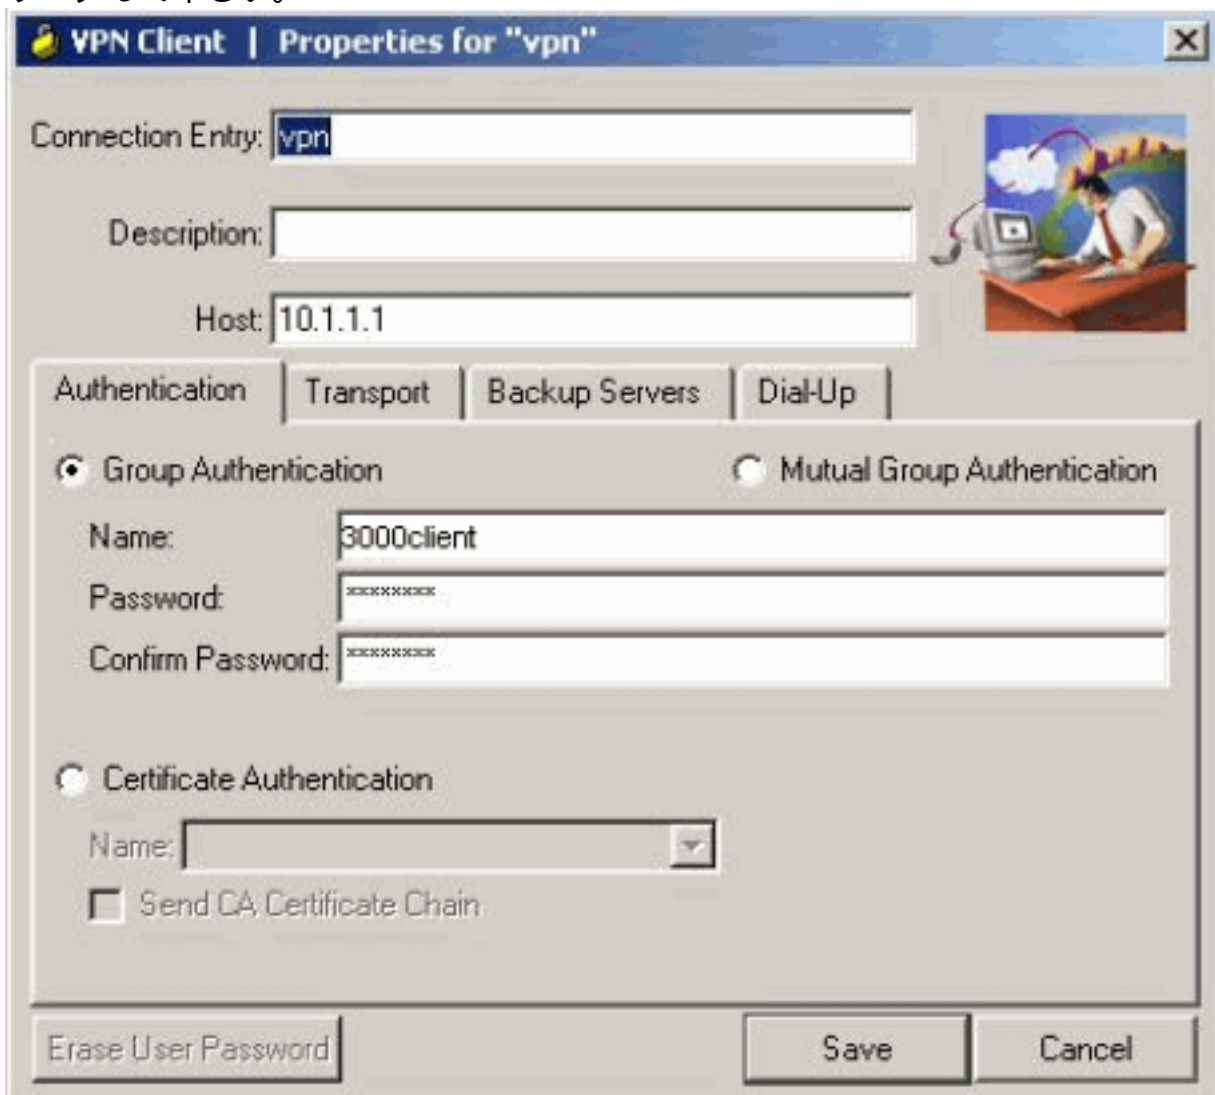 VPN Client | Properties for "vpn"
Connection Entry: vpn
Description:
Host: 10.1.1.1
Authentication Transport Backup Servers Dial-Up
Group Authentication Mutual Group Authentication
Name: 3000client
Password: ********
Confirm Password: ********
Certificate Authentication
Name:
Send CA Certificate Chain
Erase User Password Save Cancel